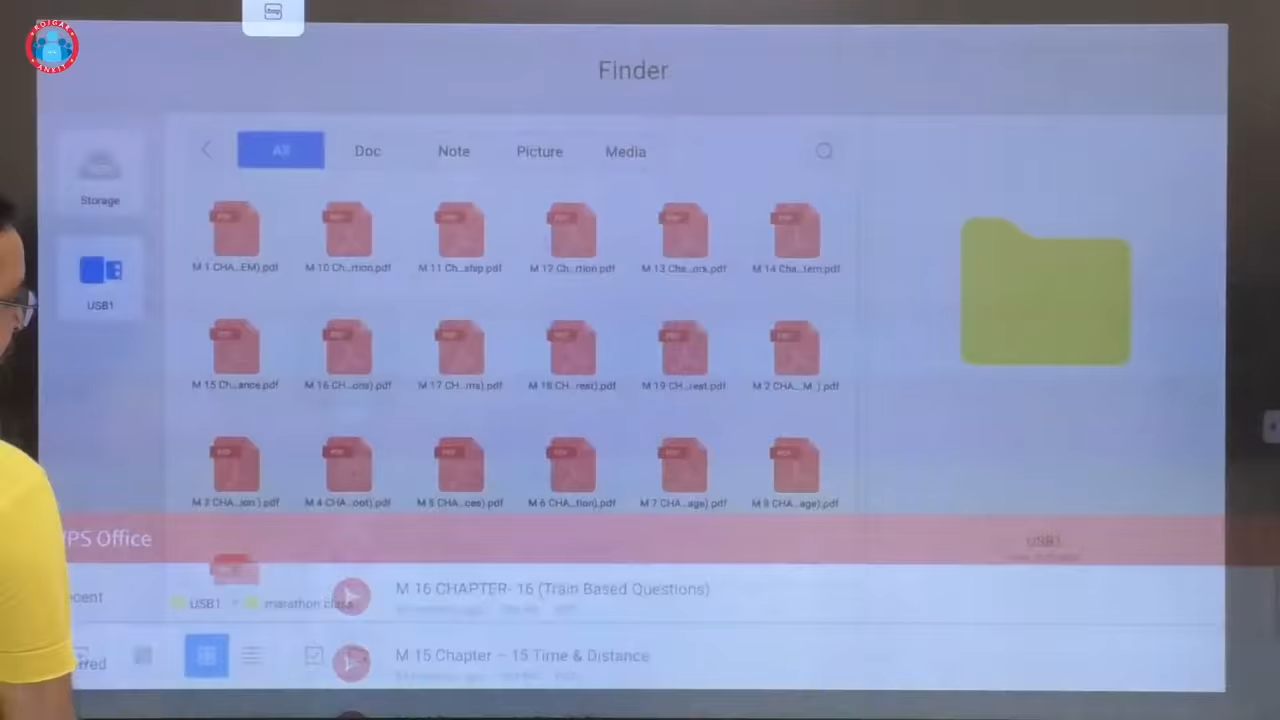 ROJGAR
ANKIT
Finder
All
Doc
Note
Picture
Media
Storage
USB1
M 1 CHA...EM).pdf
M 10 Ch...rtion.pdf
M 11 Ch...ship.pdf
M 12 Ch...rtion.pdf
M 13 Cha...ork.pdf
M 14 Cha...tem.pdf
M 15 Ch...ance.pdf
M 16 CH...ons).pdf
M 17 CH...ms).pdf
M 18 CH...rest).pdf
M 19 CH...rest.pdf
M 2 CHA...M ).pdf
M 3 CHA...ion ).pdf
M 4 CHA...oot).pdf
M 5 CHA...ces).pdf
M 6 CHA...tion).pdf
M 7 CHA...age).pdf
M 8 CHA...age).pdf
PS Office
USB1
cent
USB1
marathon class
M 16 CHAPTER- 16 (Train Based Questions)
rred
M 15 Chapter – 15 Time & Distance